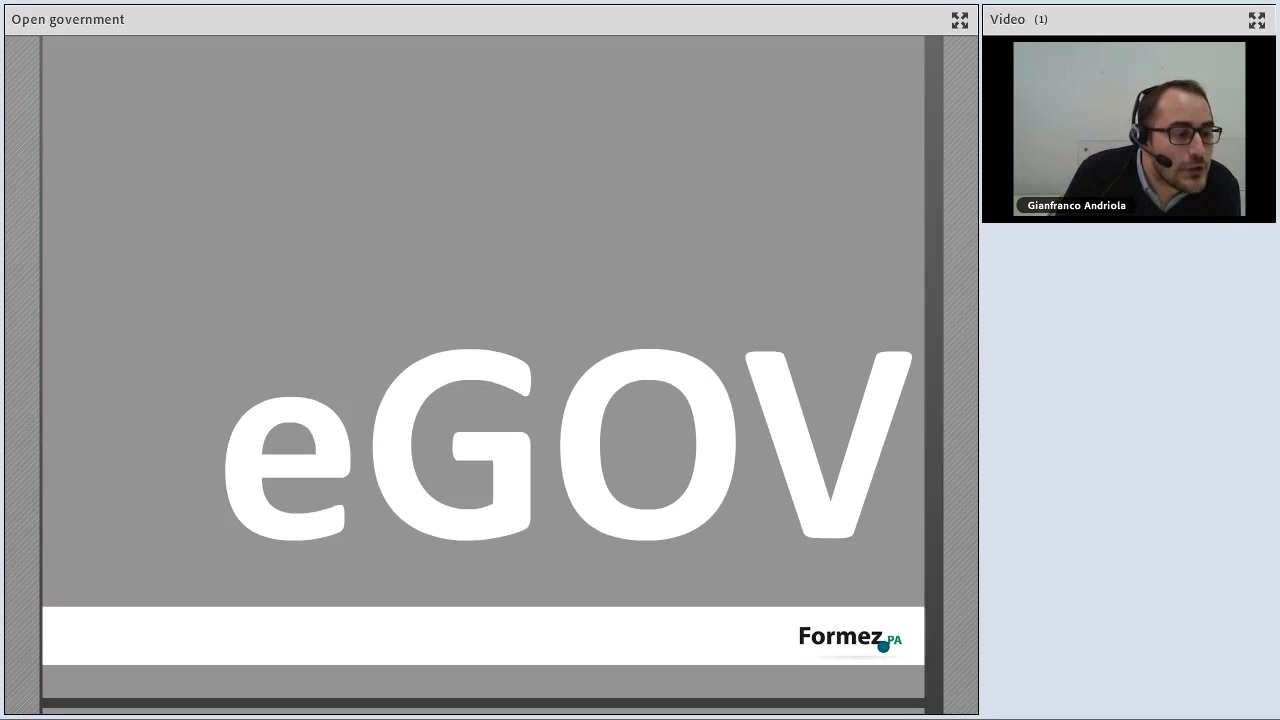 Open government
Video (1)
Gianfranco Andriola
eGOV
Formez PA